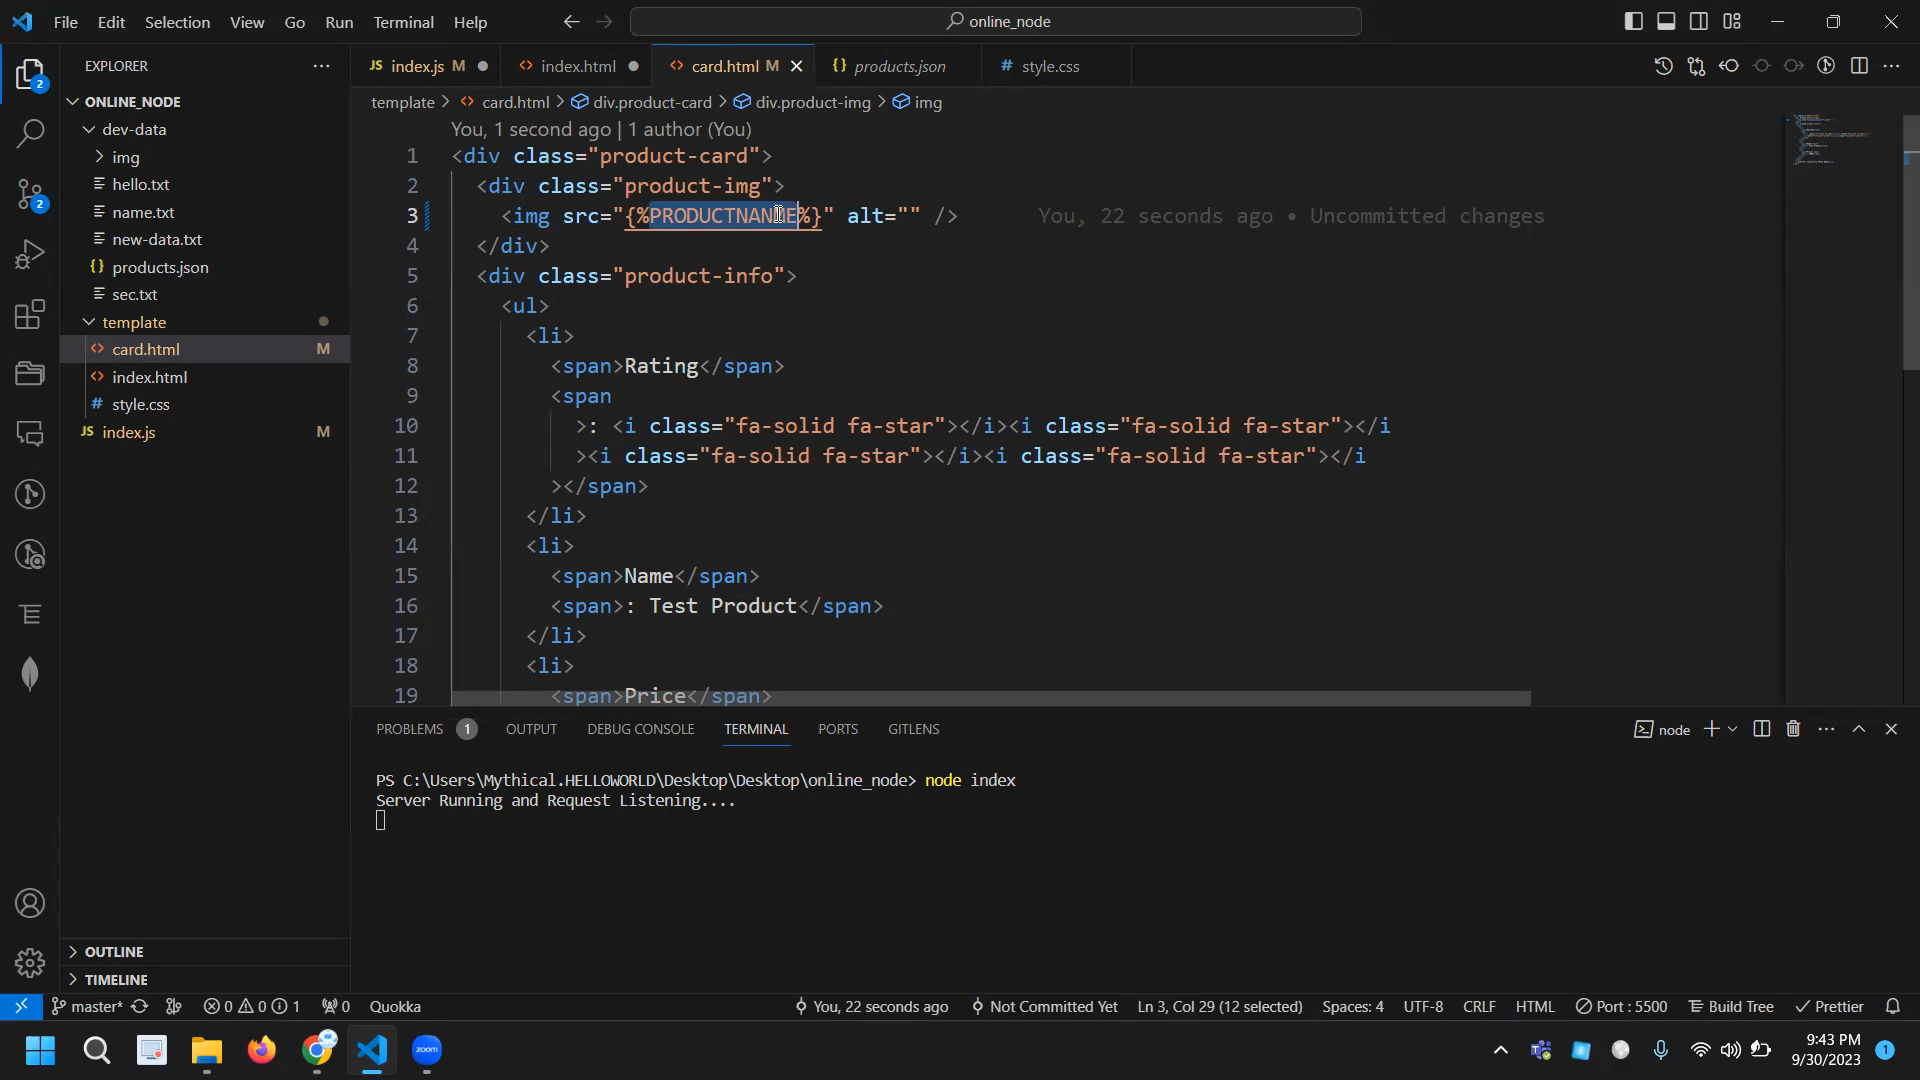 File Edit Selection View Go Run Terminal Help
online_node
EXPLORER
index.js M
index.html
card.html M
products.json
style.css
ONLINE_NODE
template > card.html > div.product-card > div.product-img > img
dev-data
img
hello.txt
name.txt
new-data.txt
products.json
sec.txt
template
card.html M
index.html
style.css
index.js M
2
2
OUTLINE
TIMELINE
You, 1 second ago | 1 author (You)
1 <div class="product-card">
2 <div class="product-img">
3 <img src="{%PRODUCTNANME%}" alt="" /> You, 22 seconds ago • Uncommitted changes
4 </div>
5 <div class="product-info">
6 <ul>
7 <li>
8 <span>Rating</span>
9 <span
10 >: <i class="fa-solid fa-star"></i><i class="fa-solid fa-star"></i
11 ><i class="fa-solid fa-star"></i><i class="fa-solid fa-star"></i
12 ></span>
13 </li>
14 <li>
15 <span>Name</span>
16 <span>: Test Product</span>
17 </li>
18 <li>
19 <span>Price</span>
PROBLEMS 1 OUTPUT DEBUG CONSOLE TERMINAL PORTS GITLENS
node
PS C:\Users\Mythical.HELLOWORLD\Desktop\Desktop\online_node> node index
Server Running and Request Listening....
master* 0 0 1 0 Quokka You, 22 seconds ago Not Committed Yet Ln 3, Col 29 (12 selected) Spaces: 4 UTF-8 CRLF HTML Port : 5500 Build Tree Prettier
zoom
9:43 PM
9/30/2023
1